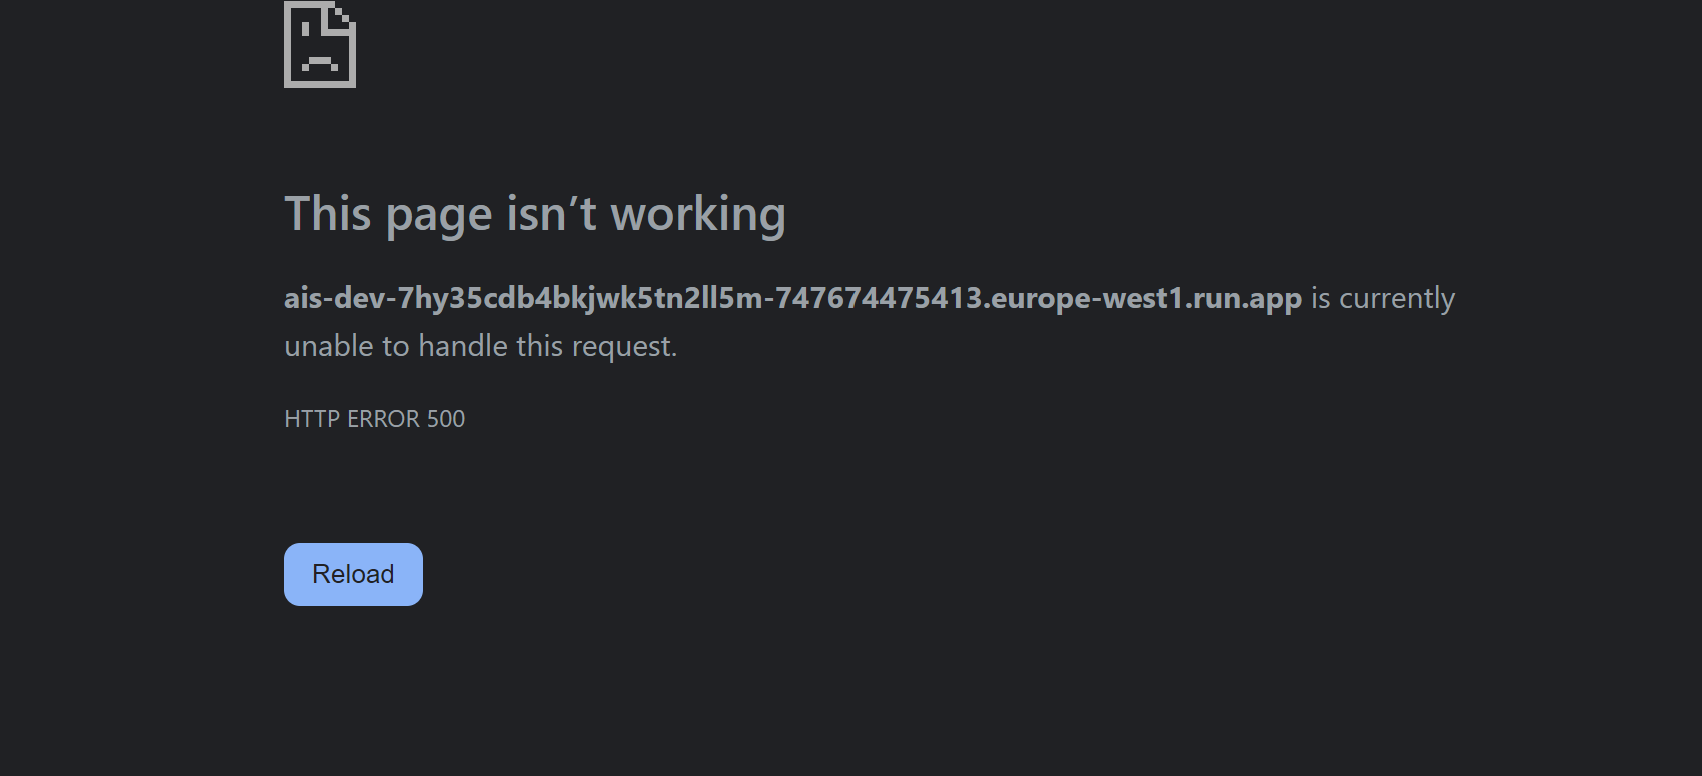 This page isn’t working
ais-dev-7hy35cdb4bkjwk5tn2ll5m-747674475413.europe-west1.run.app is currently
unable to handle this request.
HTTP ERROR 500
Reload